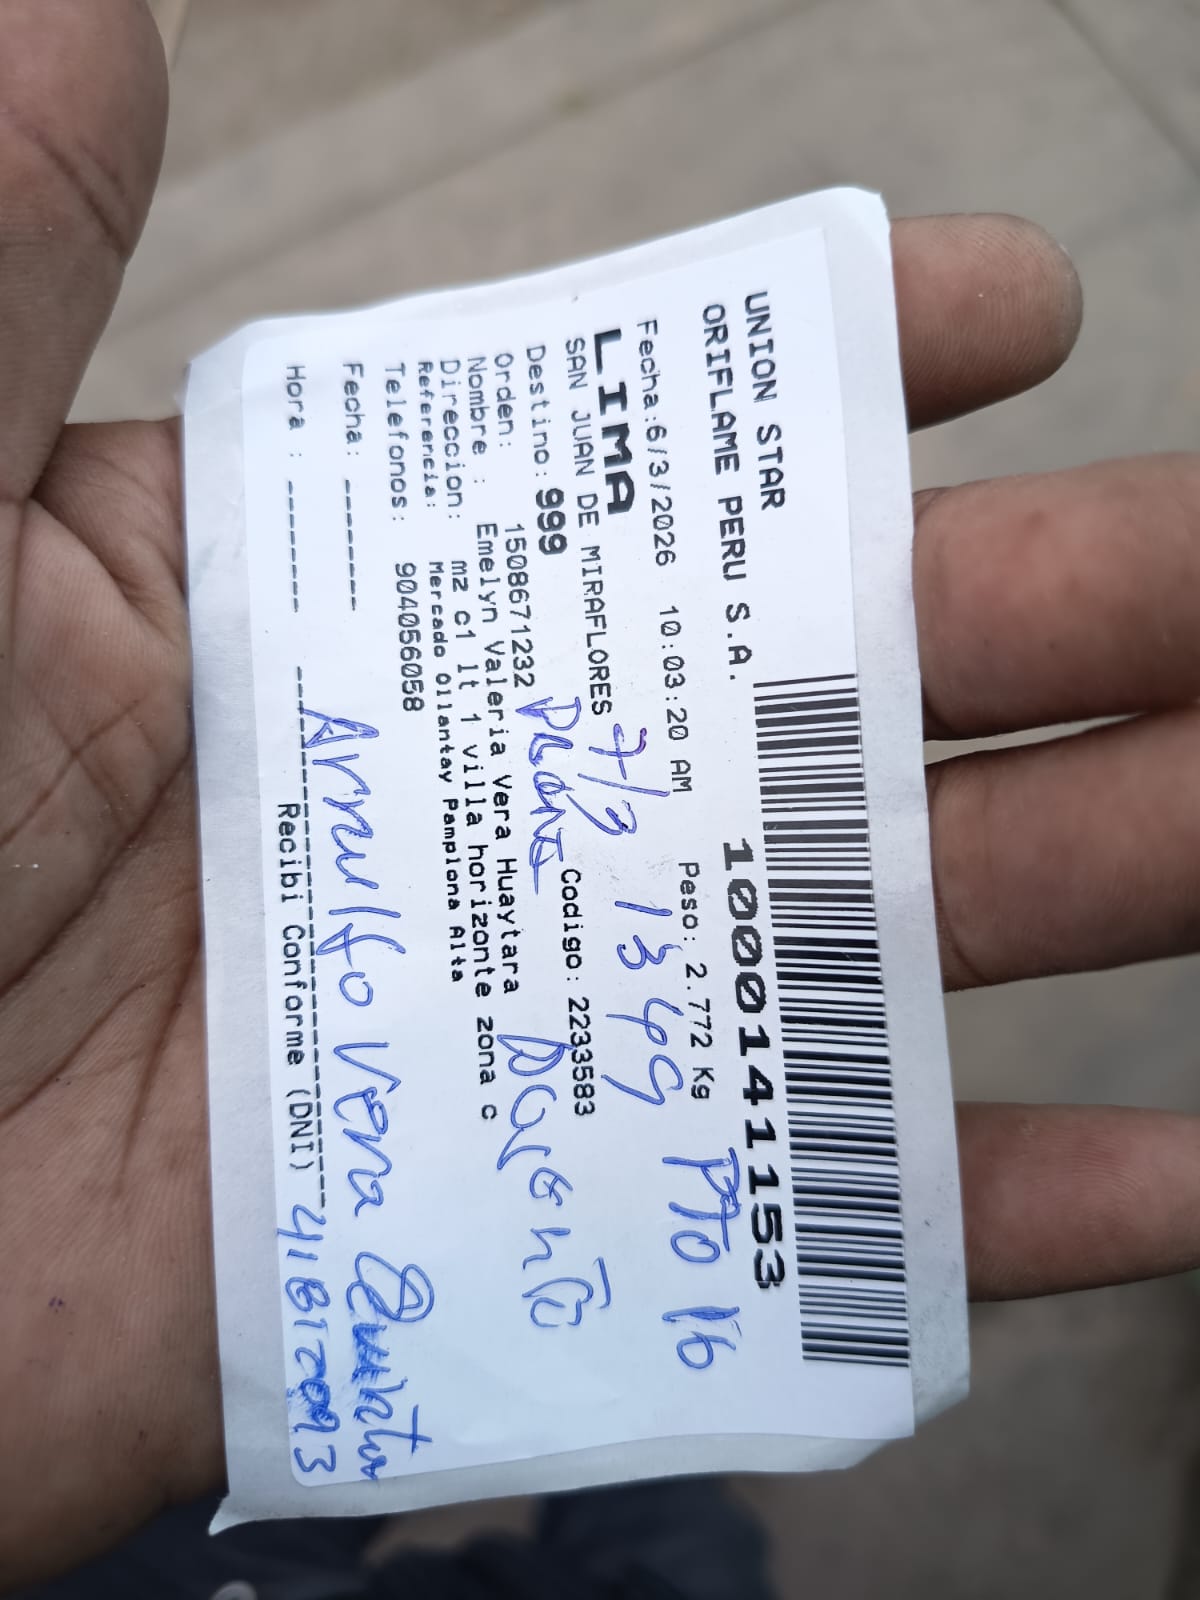 UNION STAR
ORIFLAME PERU S.A.
1000141153
Fecha:6/3/2026 10:03:20 AM Peso: 2.772 Kg
PTO 16
LIMA
7/3 1349
SAN JUAN DE MIRAFLORES
Destino: 999 Codigo: 2233583
Orden: 1508671232
Nombre : Emelyn Valeria Vera Huaytara
Direccion: mz c1 lt 1 villa horizonte zona c
Referencia: Mercado Ollantay Pamplona Alta
Telefonos: 904056058
Fecha: ------
Arnulfo Vera
Hora : ------
Recibi Conforme (DNI)